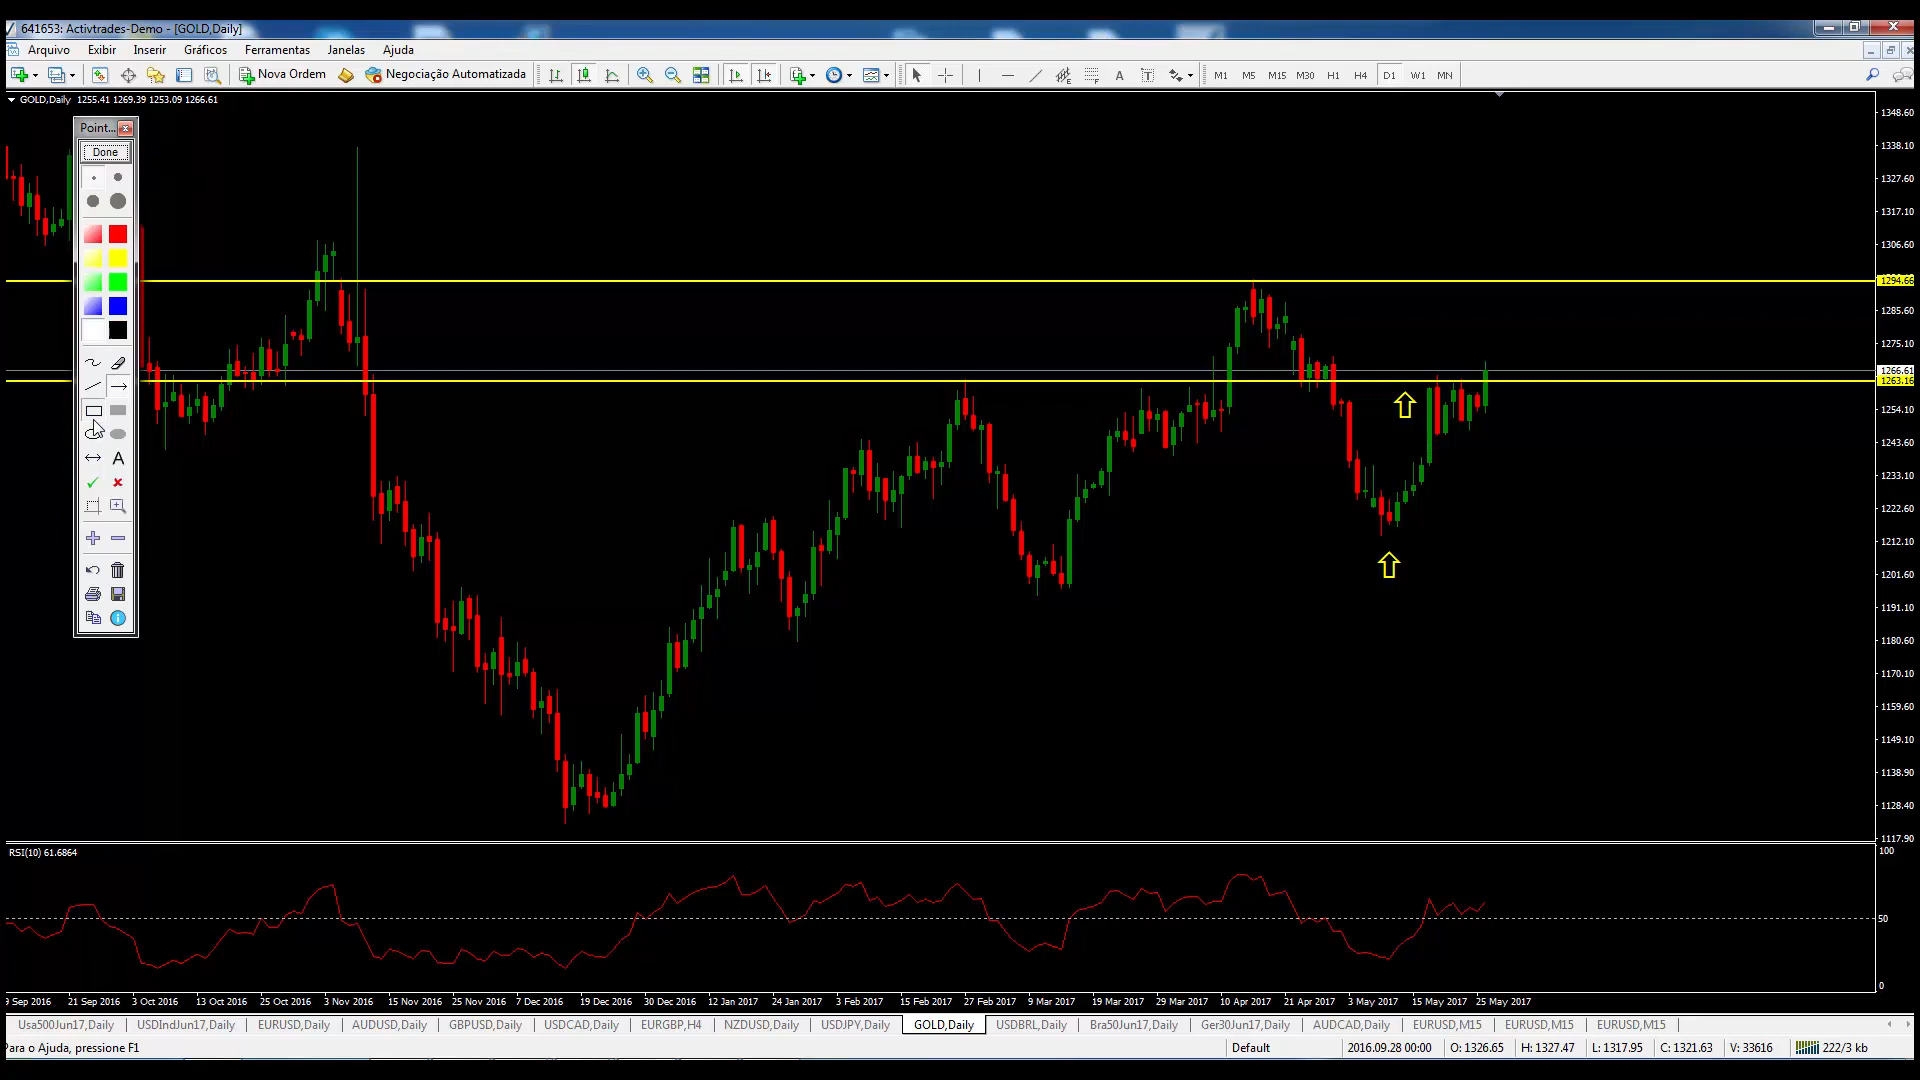 641653: Activtrades-Demo - [GOLD,Daily]
Arquivo Exibir Inserir Gráficos Ferramentas Janelas Ajuda
Nova Ordem Negociação Automatizada A T M1 M5 M15 M30 H1 H4 D1 W1 MN
GOLD,Daily 1255.41 1269.39 1253.09 1266.61
Point...
Done
A
1348.60
1338.10
1327.60
1317.10
1306.60
1294.66
1285.60
1275.10
1266.61
1263.16
1254.10
1243.60
1233.10
1222.60
1212.10
1201.60
1191.10
1180.60
1170.10
1159.60
1149.10
1138.90
1128.40
1117.90
RSI(10) 61.6864
100
50
0
9 Sep 2016 21 Sep 2016 3 Oct 2016 13 Oct 2016 25 Oct 2016 3 Nov 2016 15 Nov 2016 25 Nov 2016 7 Dec 2016 19 Dec 2016 30 Dec 2016 12 Jan 2017 24 Jan 2017 3 Feb 2017 15 Feb 2017 27 Feb 2017 9 Mar 2017 19 Mar 2017 29 Mar 2017 10 Apr 2017 21 Apr 2017 3 May 2017 15 May 2017 25 May 2017
Usa500Jun17,Daily USDIndJun17,Daily EURUSD,Daily AUDUSD,Daily GBPUSD,Daily USDCAD,Daily EURGBP,H4 NZDUSD,Daily USDJPY,Daily GOLD,Daily USDBRL,Daily Bra50Jun17,Daily Ger30Jun17,Daily AUDCAD,Daily EURUSD,M15 EURUSD,M15 EURUSD,M15
Para o Ajuda, pressione F1 Default 2016.09.28 00:00 O: 1326.65 H: 1327.47 L: 1317.95 C: 1321.63 V: 33616 222/3 kb